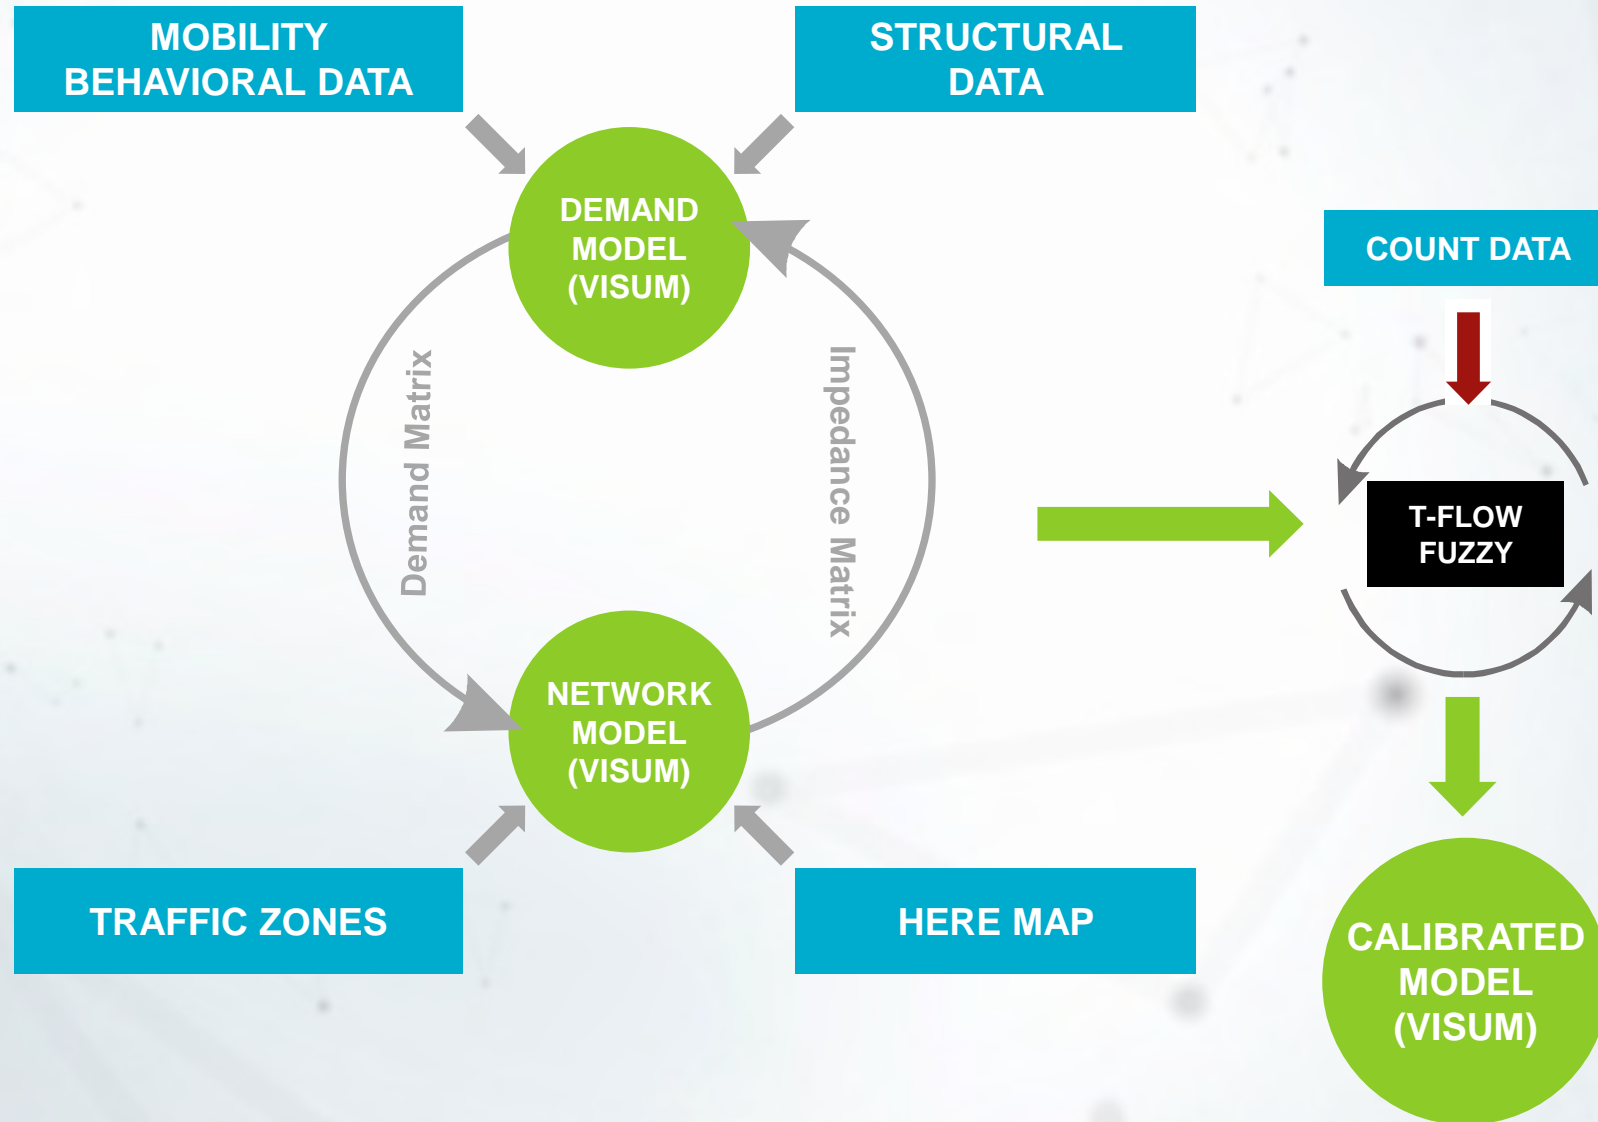 MOBILITY
BEHAVIORAL DATA
STRUCTURAL
DATA
DEMAND
MODEL
(VISUM)
COUNT DATA
Demand Matrix
Impedance Matrix
T-FLOW
FUZZY
NETWORK
MODEL
(VISUM)
TRAFFIC ZONES
HERE MAP
CALIBRATED
MODEL
(VISUM)